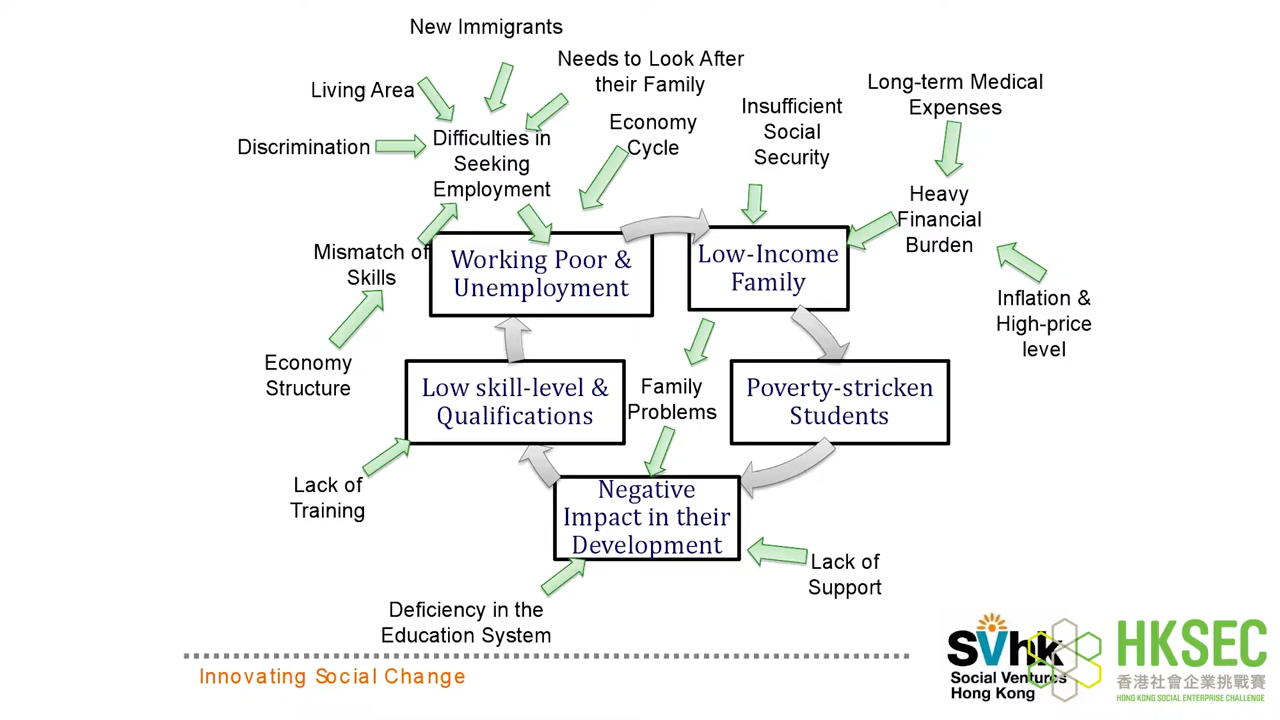 New Immigrants
Needs to Look After
their Family
Living Area
Long-term Medical
Expenses
Insufficient
Social
Security
Economy
Cycle
Discrimination
Difficulties in
Seeking
Employment
Heavy
Financial
Burden
Mismatch of
Skills
Working Poor &
Unemployment
Low-Income
Family
Inflation &
High-price
level
Economy
Structure
Low skill-level &
Qualifications
Family
Problems
Poverty-stricken
Students
Lack of
Training
Negative
Impact in their
Development
Lack of
Support
Deficiency in the
Education System
Innovating Social Change
SVhk
Social Ventures
Hong Kong
HKSEC
香港社會企業挑戰賽
HONG KONG SOCIAL ENTERPRISE CHALLENGE